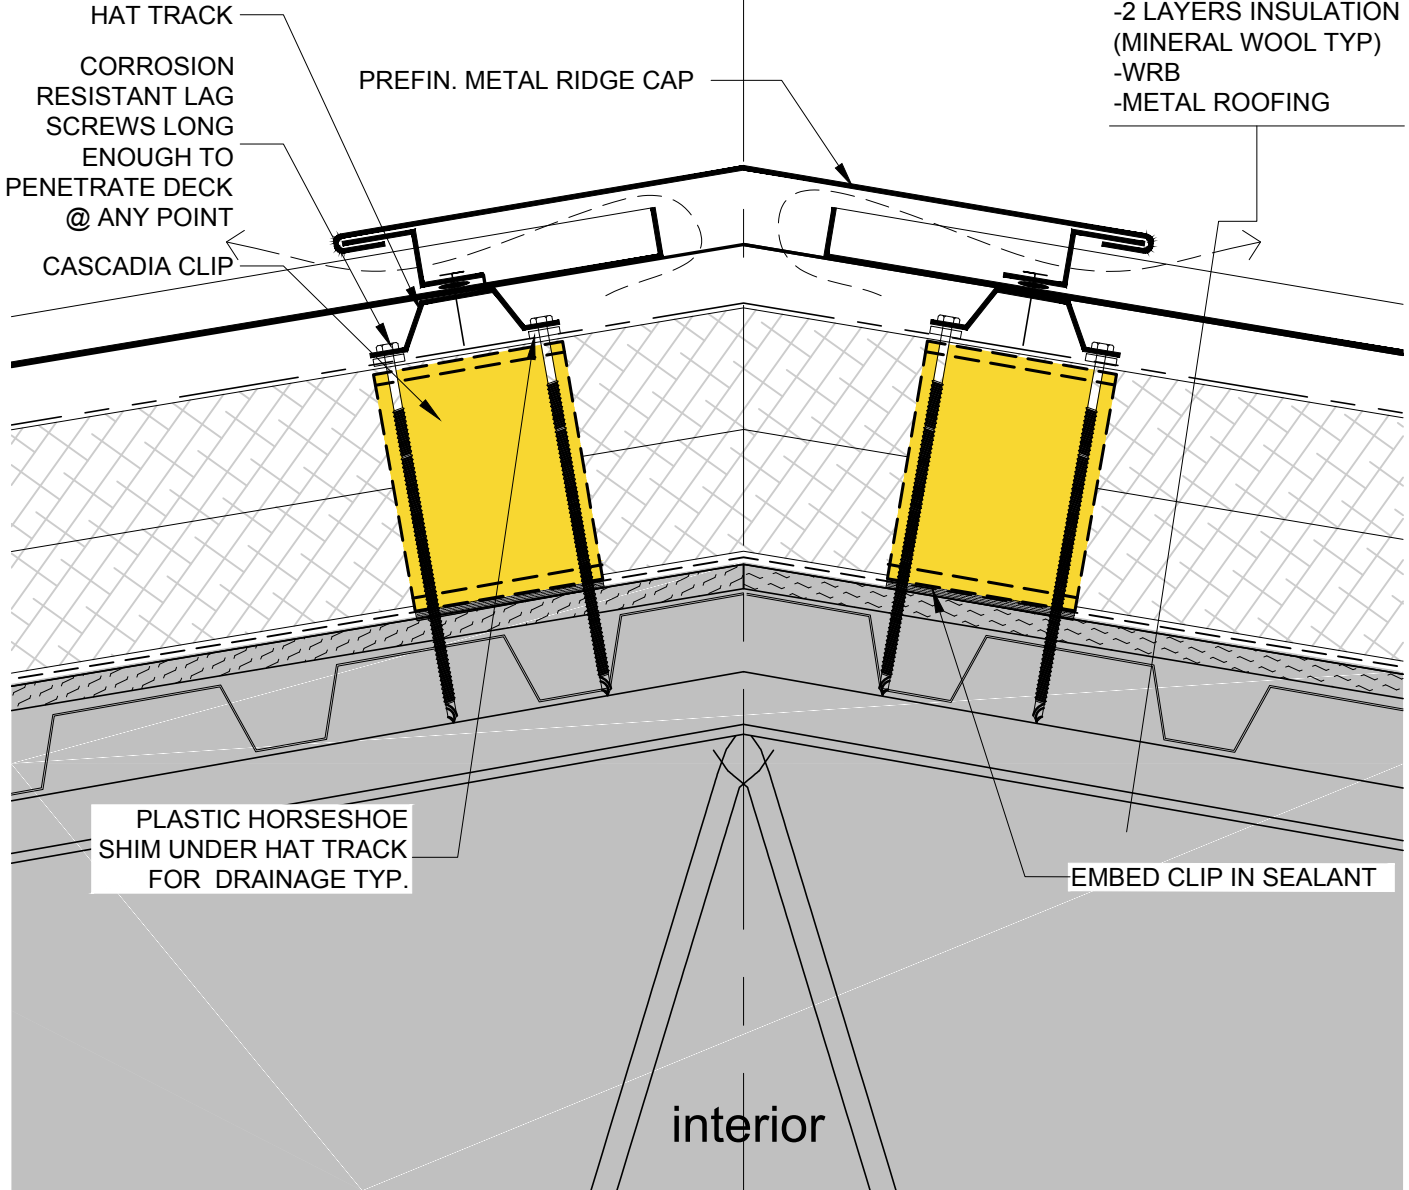 HAT TRACK
CORROSION
RESISTANT LAG
SCREWS LONG
ENOUGH TO
PENETRATE DECK
@ ANY POINT
CASCADIA CLIP
PREFIN. METAL RIDGE CAP
-2 LAYERS INSULATION
(MINERAL WOOL TYP)
-WRB
-METAL ROOFING
PLASTIC HORSESHOE
SHIM UNDER HAT TRACK
FOR DRAINAGE TYP.
EMBED CLIP IN SEALANT
interior